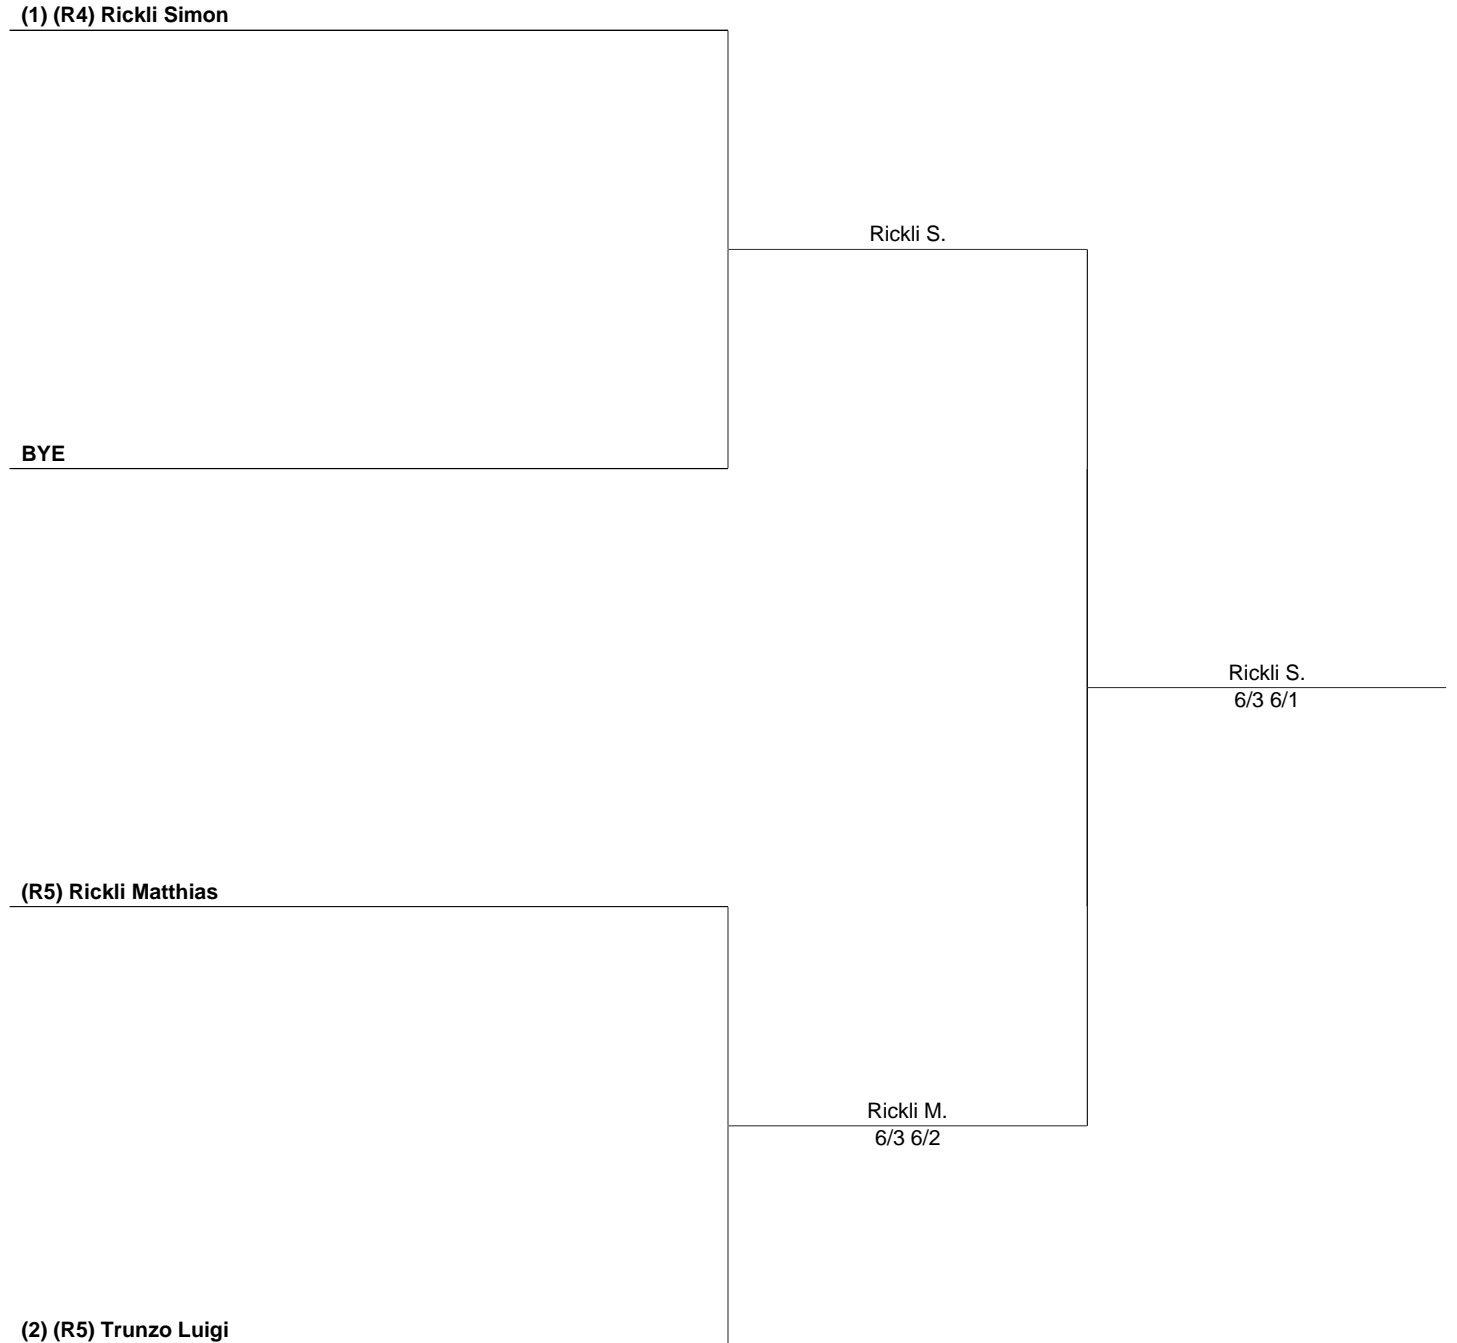 (1) (R4) Rickli Simon
Rickli S.
BYE
Rickli S.
6/3 6/1
(R5) Rickli Matthias
Rickli M.
6/3 6/2
(2) (R5) Trunzo Luigi